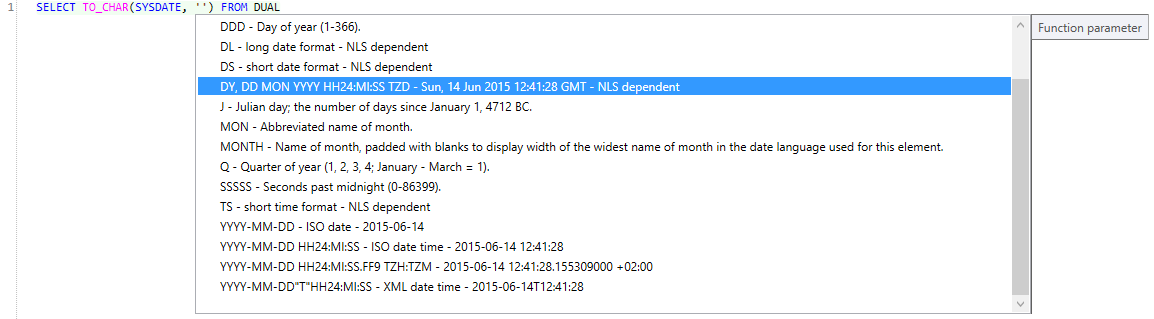 1 SELECT TO_CHAR(SYSDATE, '') FROM DUAL
DDD - Day of year (1-366).
Function parameter
DL - long date format - NLS dependent
DS - short date format - NLS dependent
DY, DD MON YYYY HH24:MI:SS TZD - Sun, 14 Jun 2015 12:41:28 GMT - NLS dependent
J - Julian day; the number of days since January 1, 4712 BC.
MON - Abbreviated name of month.
MONTH - Name of month, padded with blanks to display width of the widest name of month in the date language used for this element.
Q - Quarter of year (1, 2, 3, 4; January - March = 1).
SSSSS - Seconds past midnight (0-86399).
TS - short time format - NLS dependent
YYYY-MM-DD - ISO date - 2015-06-14
YYYY-MM-DD HH24:MI:SS - ISO date time - 2015-06-14 12:41:28
YYYY-MM-DD HH24:MI:SS.FF9 TZH:TZM - 2015-06-14 12:41:28.155309000 +02:00
YYYY-MM-DD"T"HH24:MI:SS - XML date time - 2015-06-14T12:41:28